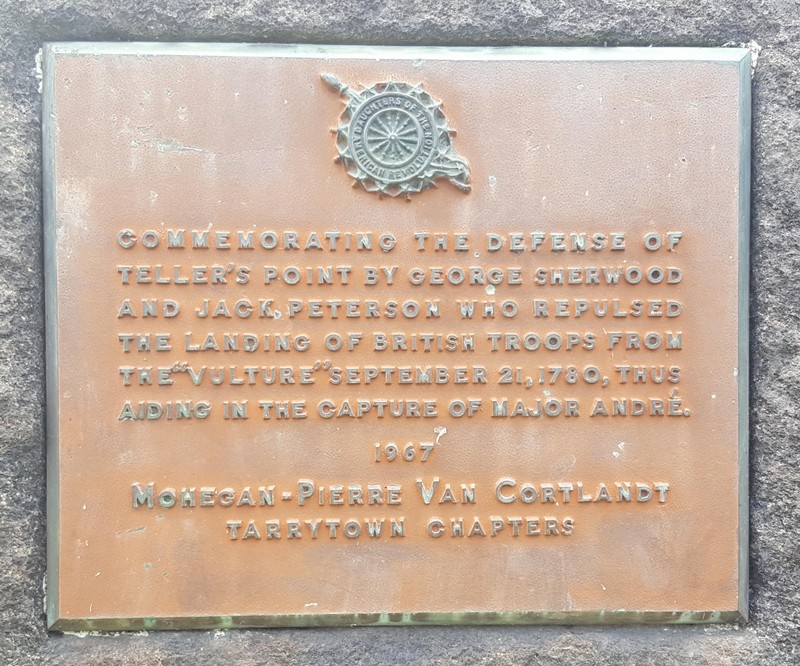 DAUGHTERS OF THE AMERICAN REVOLUTION
COMMEMORATING THE DEFENSE OF
TELLER'S POINT BY GEORGE SHERWOOD
AND JACK PETERSON WHO REPULSED
THE LANDING OF BRITISH TROOPS FROM
THE "VULTURE" SEPTEMBER 21, 1780, THUS
AIDING IN THE CAPTURE OF MAJOR ANDRÉ.
1967
MOHEGAN-PIERRE VAN CORTLANDT
TARRYTOWN CHAPTERS